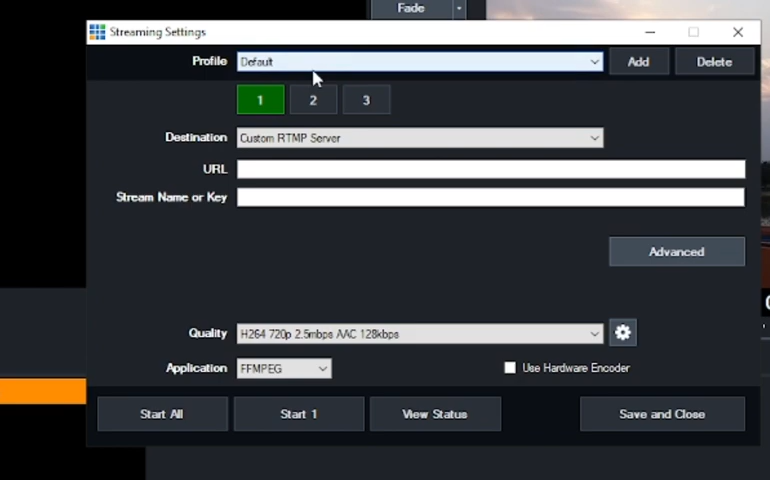 Fade
Streaming Settings
Profile Default Add Delete
1 2 3
Destination Custom RTMP Server
URL
Stream Name or Key
Advanced
Quality H264 720p 2.5mbps AAC 128kbps
Application FFMPEG Use Hardware Encoder
Start All Start 1 View Status Save and Close